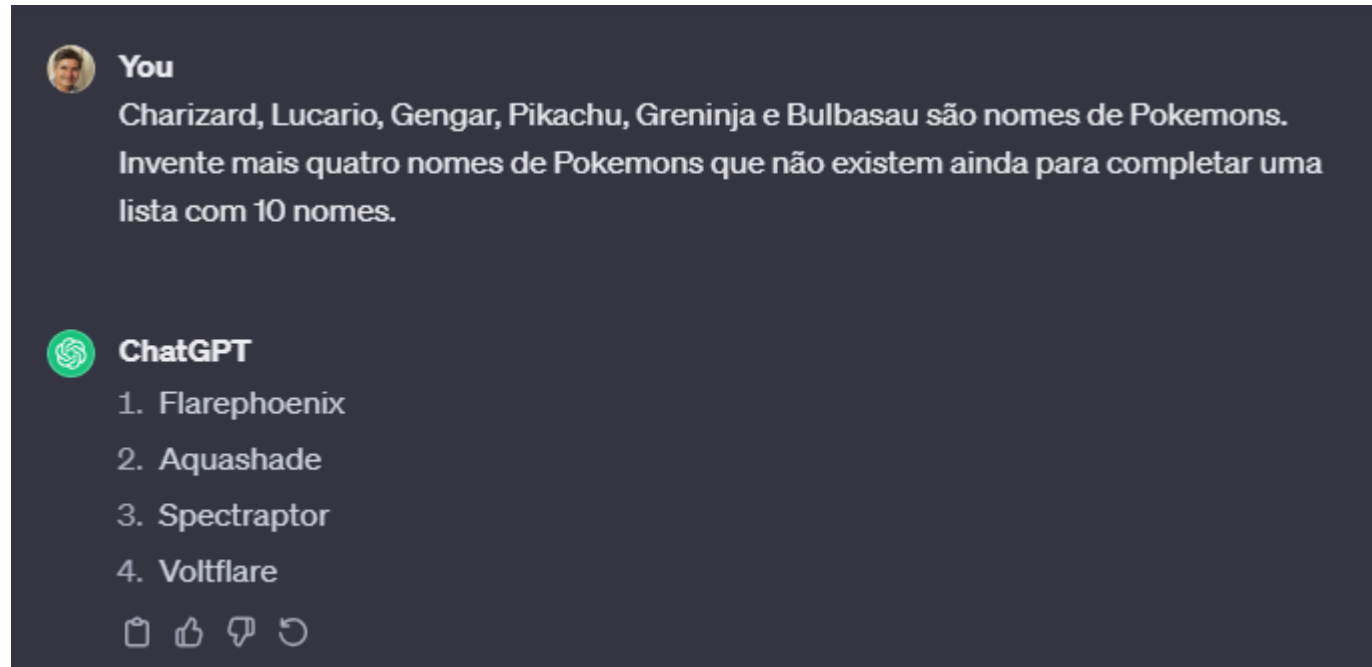 You
Charizard, Lucario, Gengar, Pikachu, Greninja e Bulbasau são nomes de Pokemons.
Invente mais quatro nomes de Pokemons que não existem ainda para completar uma
lista com 10 nomes.
ChatGPT
1. Flarephoenix
2. Aquashade
3. Spectraptor
4. Voltflare